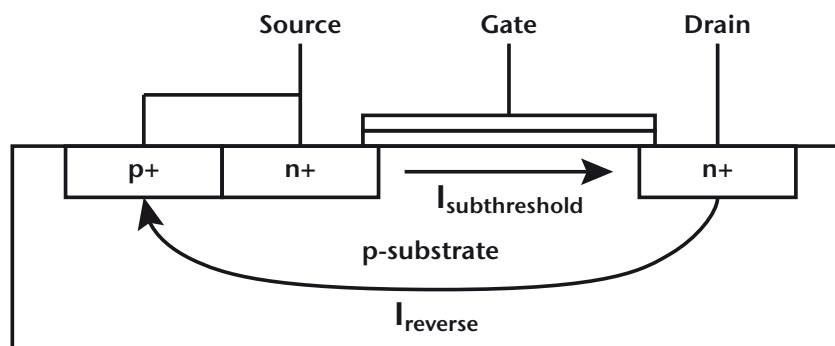 Source Gate Drain
p+ n+ n+
Isubthreshold
p-substrate
Ireverse